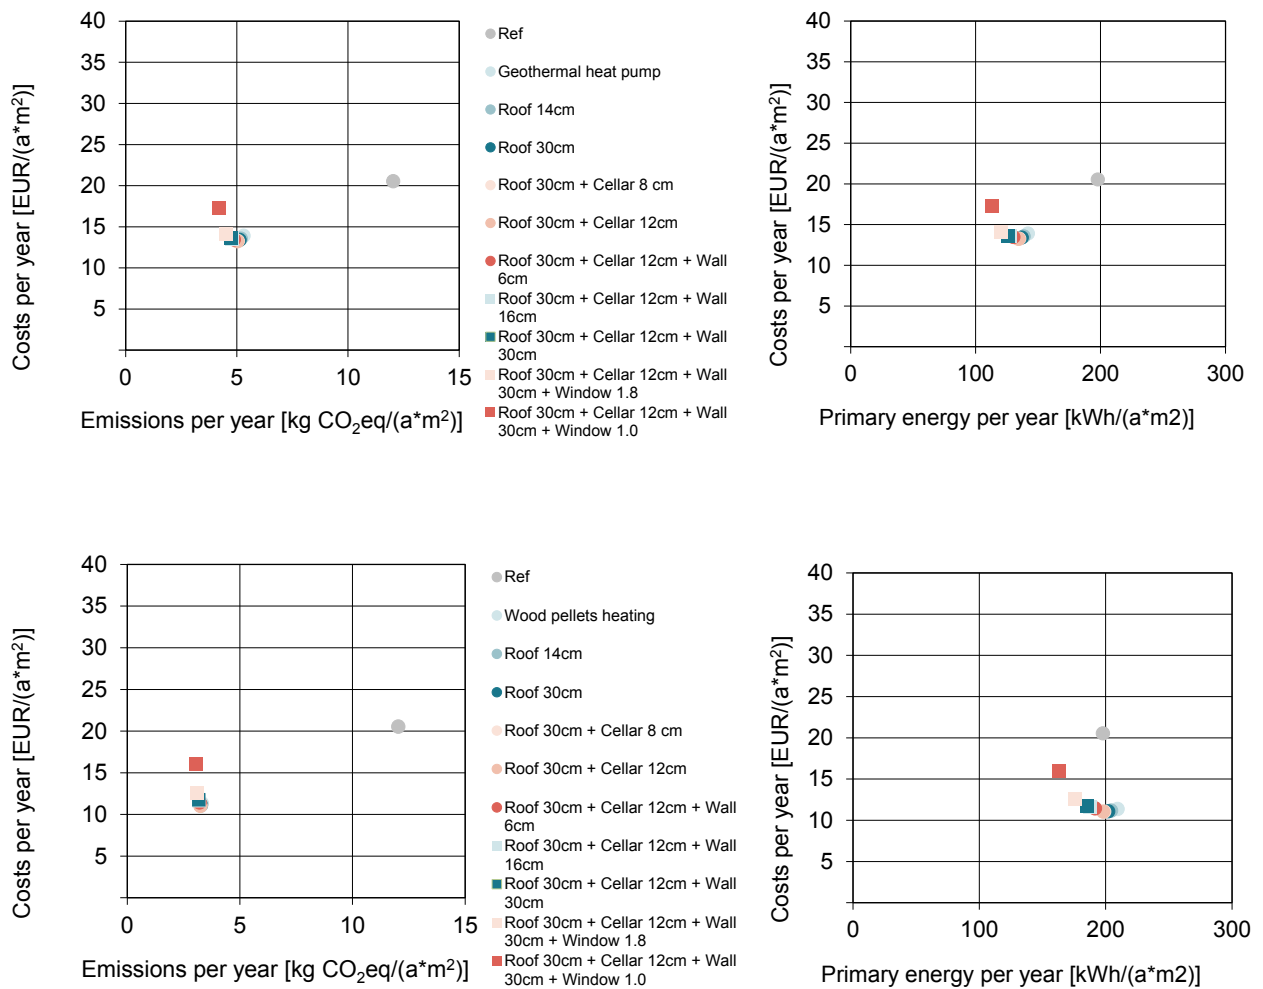 40
35
30
25
20
15
10
5
0
5
10
15
Costs per year [EUR/(a*m²)]
Emissions per year [kg CO₂eq/(a*m²)]
Ref
Geothermal heat pump
Roof 14cm
Roof 30cm
Roof 30cm + Cellar 8 cm
Roof 30cm + Cellar 12cm
Roof 30cm + Cellar 12cm + Wall
6cm
Roof 30cm + Cellar 12cm + Wall
16cm
Roof 30cm + Cellar 12cm + Wall
30cm
Roof 30cm + Cellar 12cm + Wall
30cm + Window 1.8
Roof 30cm + Cellar 12cm + Wall
30cm + Window 1.0
40
35
30
25
20
15
10
5
0
100
200
300
Costs per year [EUR/(a*m²)]
Primary energy per year [kWh/(a*m2)]
40
35
30
25
20
15
10
5
0
5
10
15
Costs per year [EUR/(a*m²)]
Emissions per year [kg CO₂eq/(a*m²)]
Ref
Wood pellets heating
Roof 14cm
Roof 30cm
Roof 30cm + Cellar 8 cm
Roof 30cm + Cellar 12cm
Roof 30cm + Cellar 12cm + Wall
6cm
Roof 30cm + Cellar 12cm + Wall
16cm
Roof 30cm + Cellar 12cm + Wall
30cm
Roof 30cm + Cellar 12cm + Wall
30cm + Window 1.8
Roof 30cm + Cellar 12cm + Wall
30cm + Window 1.0
40
35
30
25
20
15
10
5
0
100
200
300
Costs per year [EUR/(a*m²)]
Primary energy per year [kWh/(a*m2)]